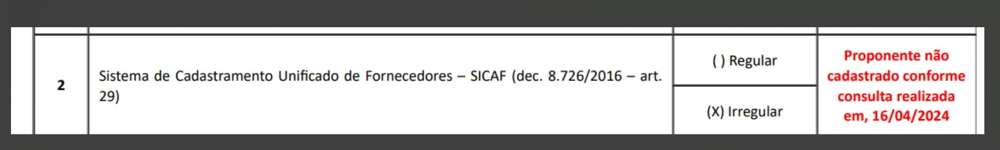 2
Sistema de Cadastramento Unificado de Fornecedores – SICAF (dec. 8.726/2016 – art.
29)
( ) Regular
(X) Irregular
Proponente não
cadastrado conforme
consulta realizada
em, 16/04/2024